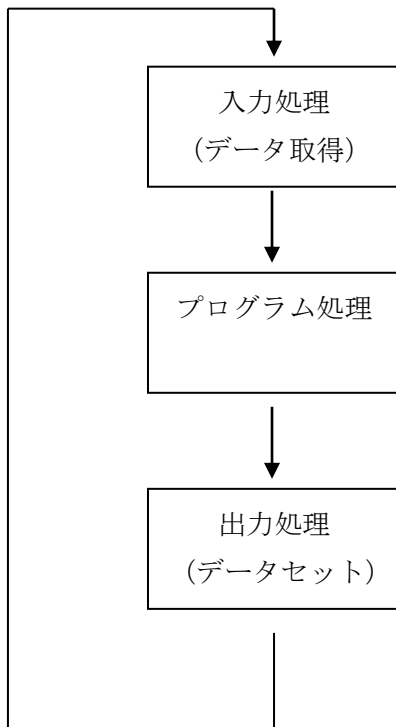 入力処理
（データ取得）
プログラム処理
出力処理
（データセット）